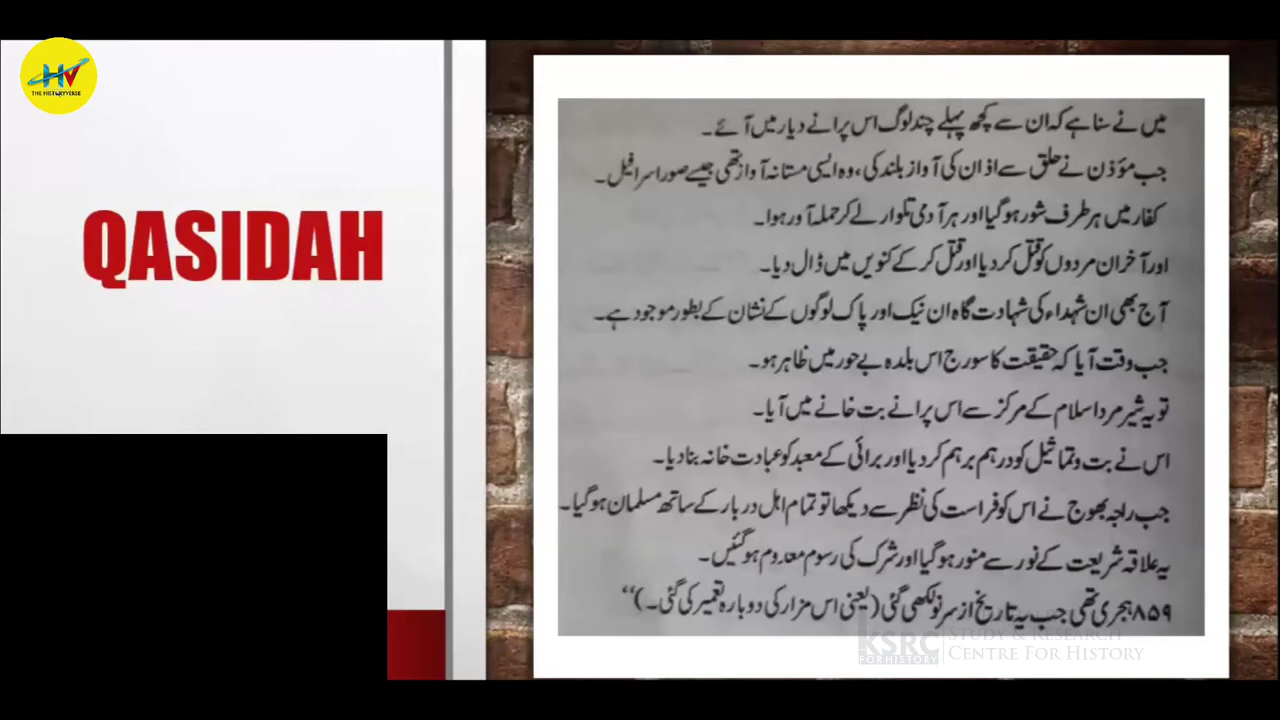 HV
THE HISTORYVERSE
QASIDAH
میں نے سنا ہے کہ ان سے کچھ پہلے چند لوگ اس پرانے دیار میں آئے۔
جب مؤذن نے حلق سے اذان کی آواز بلند کی، وہ ایسی مستانہ آواز تھی جیسے صور اسرافیل۔
کفار میں ہر طرف شور ہو گیا اور ہر آدمی تلوار لے کر حملہ آور ہوا۔
اور آخر ان مردوں کو قتل کر دیا اور قتل کر کے کنویں میں ڈال دیا۔
آج بھی ان شہداء کی شہادت گاہ ان نیک اور پاک لوگوں کے نشان کے بطور موجود ہے۔
جب وقت آیا کہ حقیقت کا سورج اس بلدہ بے حور میں ظاہر ہو۔
تو یہ شیر مرد اسلام کے مرکز سے اس پرانے بت خانے میں آیا۔
اس نے بت و تماثیل کو درہم برہم کر دیا اور برائی کے معبد کو عبادت خانہ بنا دیا۔
جب راجہ بھوج نے اس کو فراست کی نظر سے دیکھا تو تمام اہل دربار کے ساتھ مسلمان ہو گیا۔
یہ علاقہ شریعت کے نور سے منور ہو گیا اور شرک کی رسوم معدوم ہو گئیں۔
۸۵۹ ہجری تھی جب یہ تاریخ از سر نو لکھی گئی (یعنی اس مزار کی دوبارہ تعمیر کی گئی۔)‘‘
KSRC
FOR HISTORY
STUDY & RESEARCH
CENTRE FOR HISTORY